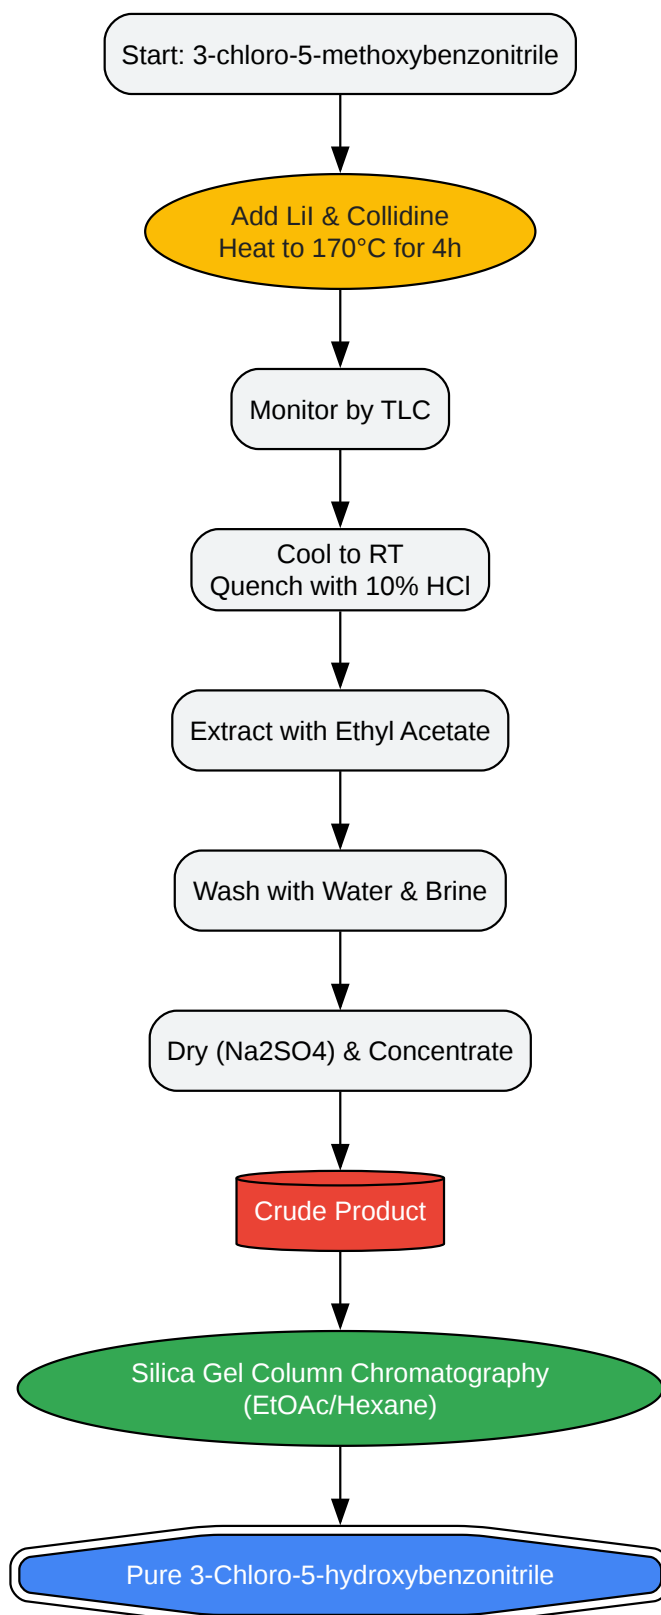 Start: 3-chloro-5-methoxybenzonitrile
Add LiI & Collidine
Heat to 170°C for 4h
Monitor by TLC
Cool to RT
Quench with 10% HCl
Extract with Ethyl Acetate
Wash with Water & Brine
Dry (Na2SO4) & Concentrate
Crude Product
Silica Gel Column Chromatography
(EtOAc/Hexane)
Pure 3-Chloro-5-hydroxybenzonitrile